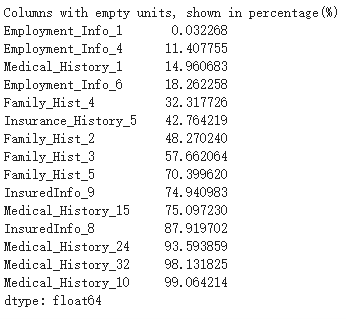 Columns with empty units, shown in percentage(%)
Employment_Info_1 0.032268
Employment_Info_4 11.407755
Medical_History_1 14.960683
Employment_Info_6 18.262258
Family_Hist_4 32.317726
Insurance_History_5 42.764219
Family_Hist_2 48.270240
Family_Hist_3 57.662064
Family_Hist_5 70.399620
InsuredInfo_9 74.940983
Medical_History_15 75.097230
InsuredInfo_8 87.919702
Medical_History_24 93.593859
Medical_History_32 98.131825
Medical_History_10 99.064214
dtype: float64